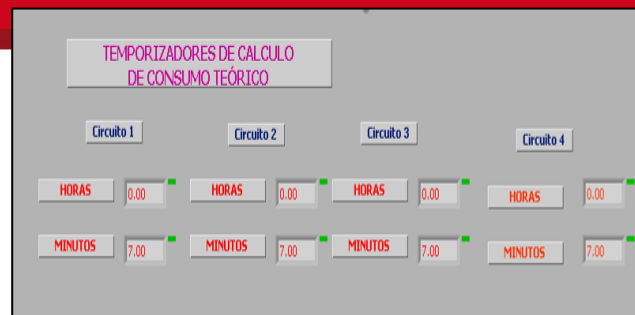 TEMPORIZADORES DE CALCULO
DE CONSUMO TEÓRICO
Circuito 1
Circuito 2
Circuito 3
Circuito 4
HORAS 0.00 HORAS 0.00 HORAS 0.00 HORAS 0.00
MINUTOS 7.00 MINUTOS 7.00 MINUTOS 7.00 MINUTOS 7.00